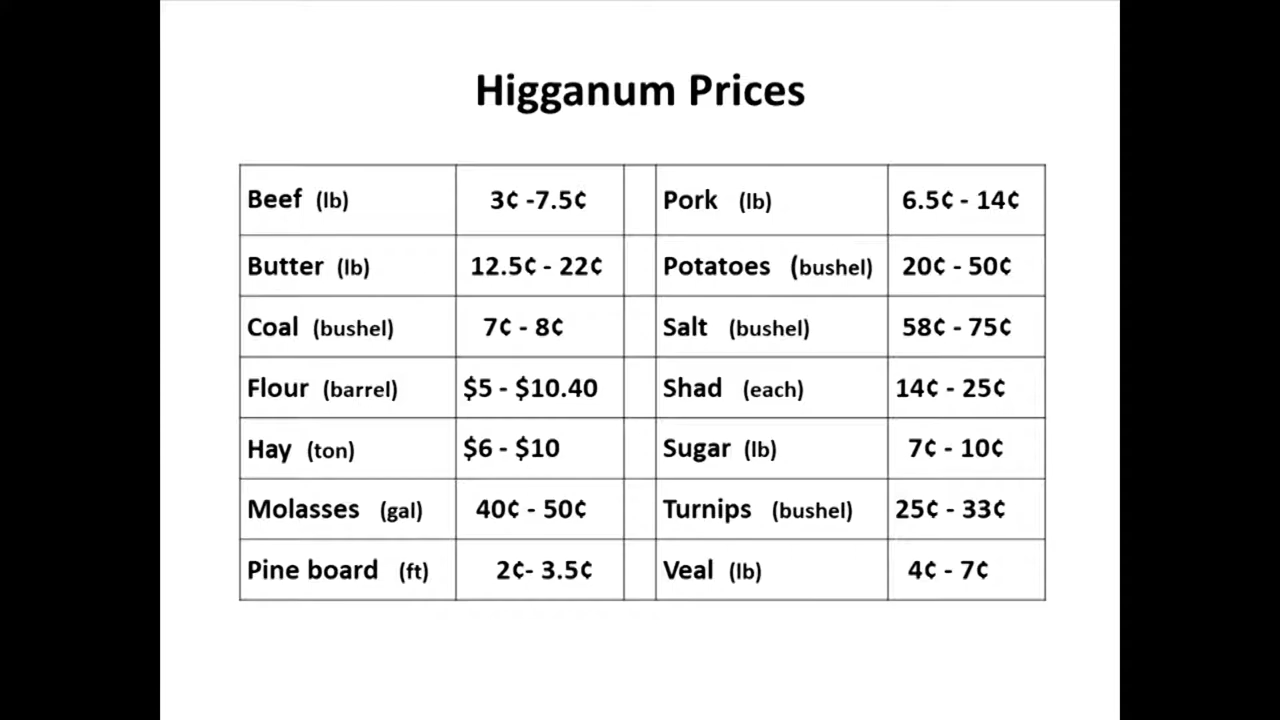 Higganum Prices
Beef (lb) 3¢ -7.5¢ Pork (lb) 6.5¢ - 14¢
Butter (lb) 12.5¢ - 22¢ Potatoes (bushel) 20¢ - 50¢
Coal (bushel) 7¢ - 8¢ Salt (bushel) 58¢ - 75¢
Flour (barrel) $5 - $10.40 Shad (each) 14¢ - 25¢
Hay (ton) $6 - $10 Sugar (lb) 7¢ - 10¢
Molasses (gal) 40¢ - 50¢ Turnips (bushel) 25¢ - 33¢
Pine board (ft) 2¢- 3.5¢ Veal (lb) 4¢ - 7¢